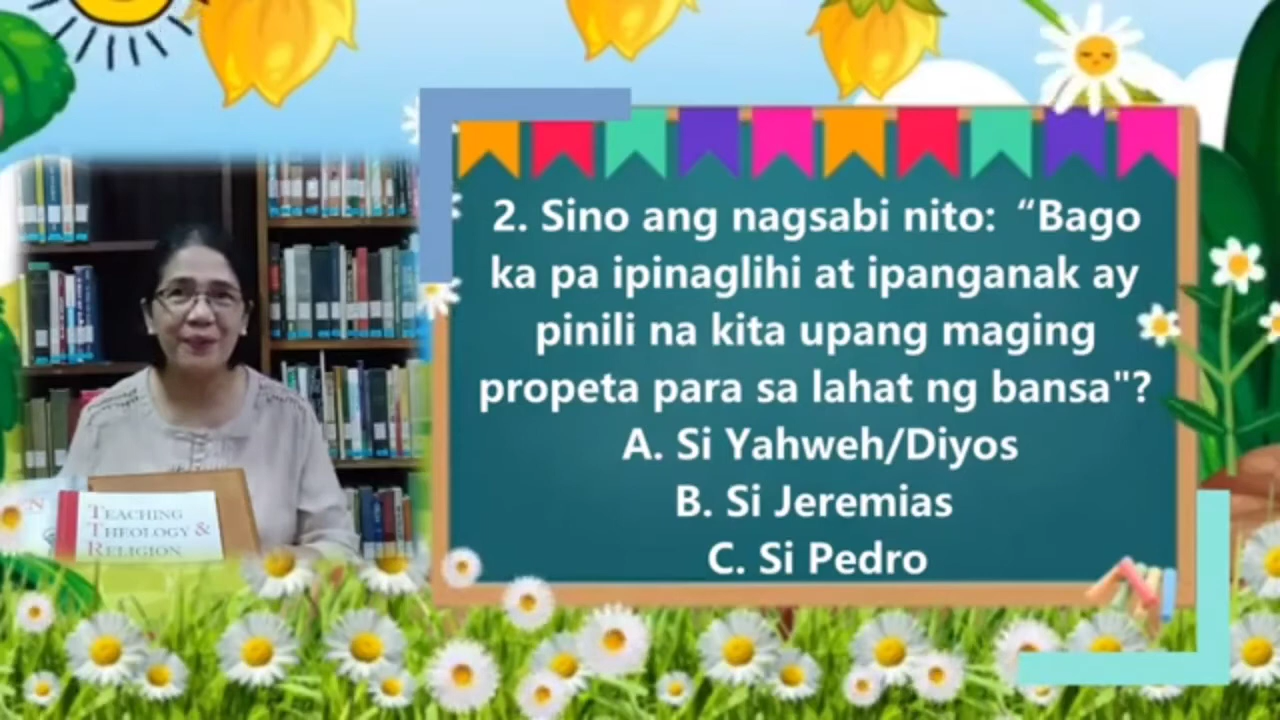 2. Sino ang nagsabi nito: “Bago
ka pa ipinaglihi at ipanganak ay
pinili na kita upang maging
propeta para sa lahat ng bansa"?
A. Si Yahweh/Diyos
B. Si Jeremias
C. Si Pedro
TEACHING
THEOLOGY &
RELIGION